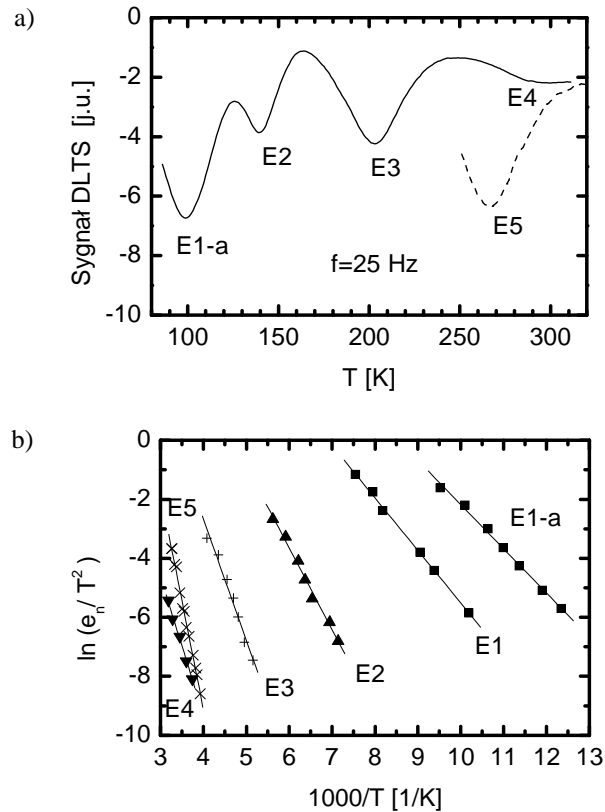 a)
0
-2
-4
-6
-8
-10
Sygnał DLTS [j.u.]
E1-a
E2
E3
E4
E5
f=25 Hz
100 150 200 250 300
T [K]
b)
0
-2
-4
-6
-8
-10
ln (eₙ/ T²)
E5
E4
E3
E2
E1
E1-a
3 4 5 6 7 8 9 10 11 12 13
1000/T [1/K]